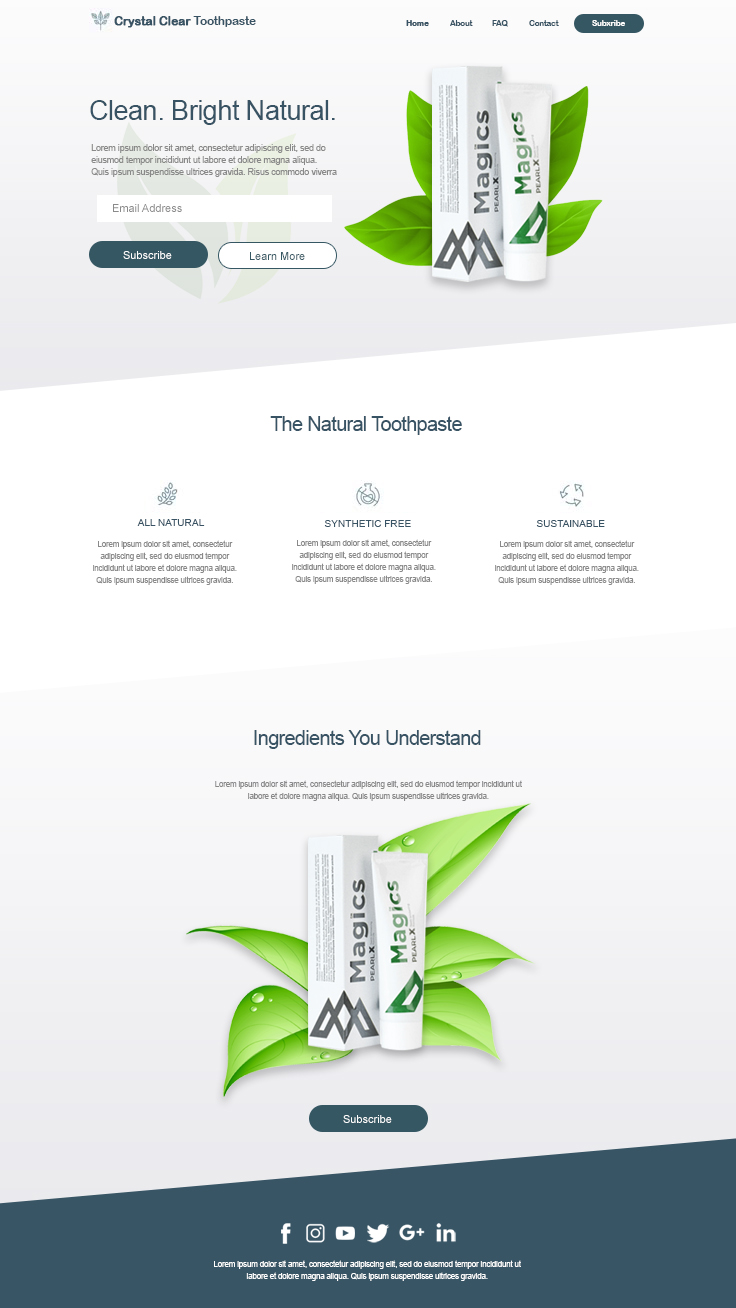 Crystal Clear Toothpaste
Home
About
FAQ
Contact
Subxribe
Clean. Bright Natural.
Lorem ipsum dolor sit amet, consectetur adipiscing elit, sed do
eiusmod tempor incididunt ut labore et dolore magna aliqua.
Quis ipsum suspendisse ultrices gravida. Risus commodo viverra
Email Address
Subscribe
Learn More
Magics
PEARLX
Magics
PEARLX
The Natural Toothpaste
ALL NATURAL
Lorem ipsum dolor sit amet, consectetur
adipiscing elit, sed do eiusmod tempor
incididunt ut labore et dolore magna aliqua.
Quis ipsum suspendisse ultrices gravida.
SYNTHETIC FREE
Lorem ipsum dolor sit amet, consectetur
adipiscing elit, sed do eiusmod tempor
incididunt ut labore et dolore magna aliqua.
Quis ipsum suspendisse ultrices gravida.
SUSTAINABLE
Lorem ipsum dolor sit amet, consectetur
adipiscing elit, sed do eiusmod tempor
incididunt ut labore et dolore magna aliqua.
Quis ipsum suspendisse ultrices gravida.
Ingredients You Understand
Lorem ipsum dolor sit amet, consectetur adipiscing elit, sed do eiusmod tempor incididunt ut
labore et dolore magna aliqua. Quis ipsum suspendisse ultrices gravida.
Magics
PEARLX
Magics
PEARLX
Subscribe
Lorem ipsum dolor sit amet, consectetur adipiscing elit, sed do eiusmod tempor incididunt ut
labore et dolore magna aliqua. Quis ipsum suspendisse ultrices gravida.